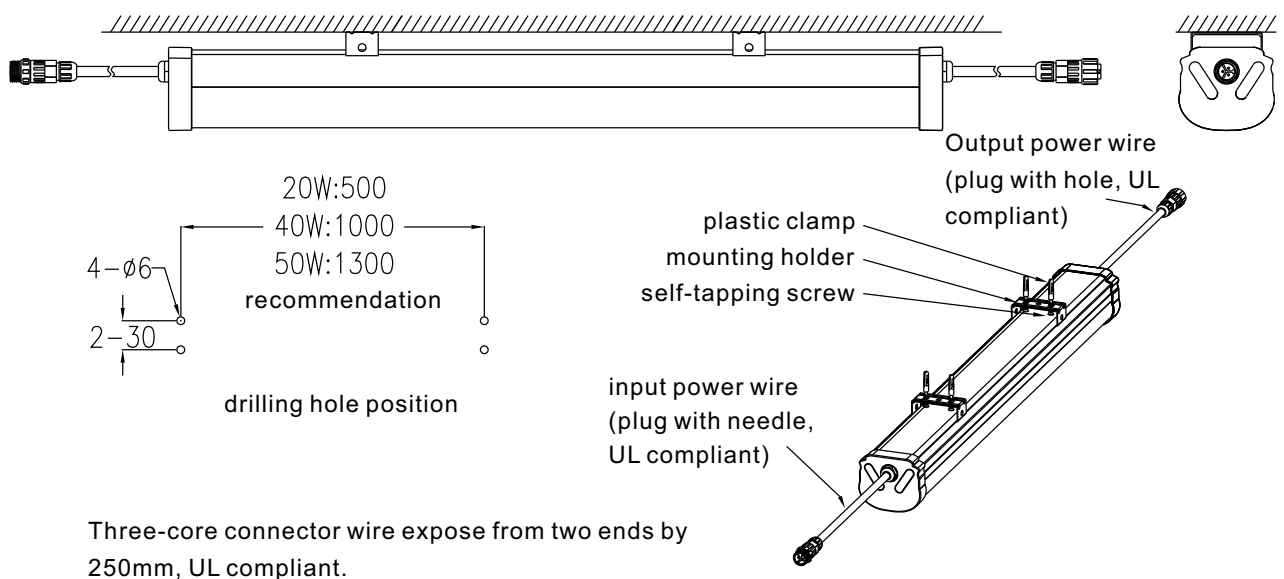 Output power wire
(plug with hole, UL
compliant)
20W:500
40W:1000
50W:1300
recommendation
4-ø6
2-30
drilling hole position
plastic clamp
mounting holder
self-tapping screw
input power wire
(plug with needle,
UL compliant)
Three-core connector wire expose from two ends by
250mm, UL compliant.